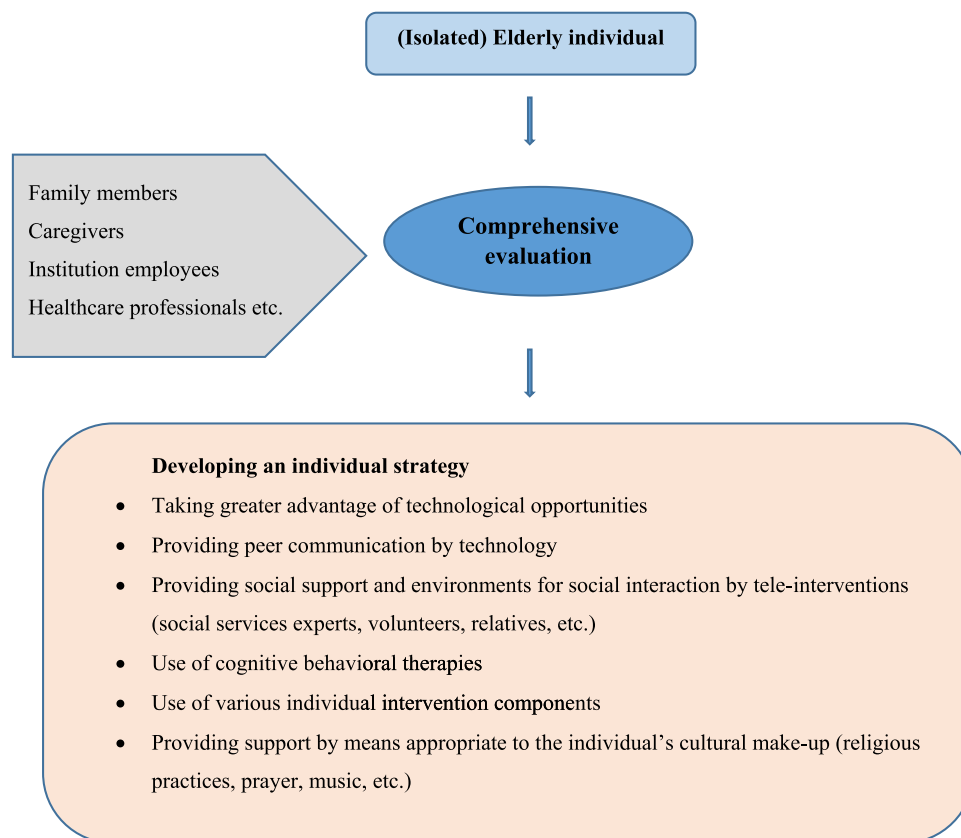 (Isolated) Elderly individual
Family members
Caregivers
Institution employees
Healthcare professionals etc.
Comprehensive
evaluation
Developing an individual strategy
• Taking greater advantage of technological opportunities
• Providing peer communication by technology
• Providing social support and environments for social interaction by tele-interventions
(social services experts, volunteers, relatives, etc.)
• Use of cognitive behavioral therapies
• Use of various individual intervention components
• Providing support by means appropriate to the individual’s cultural make-up (religious
practices, prayer, music, etc.)